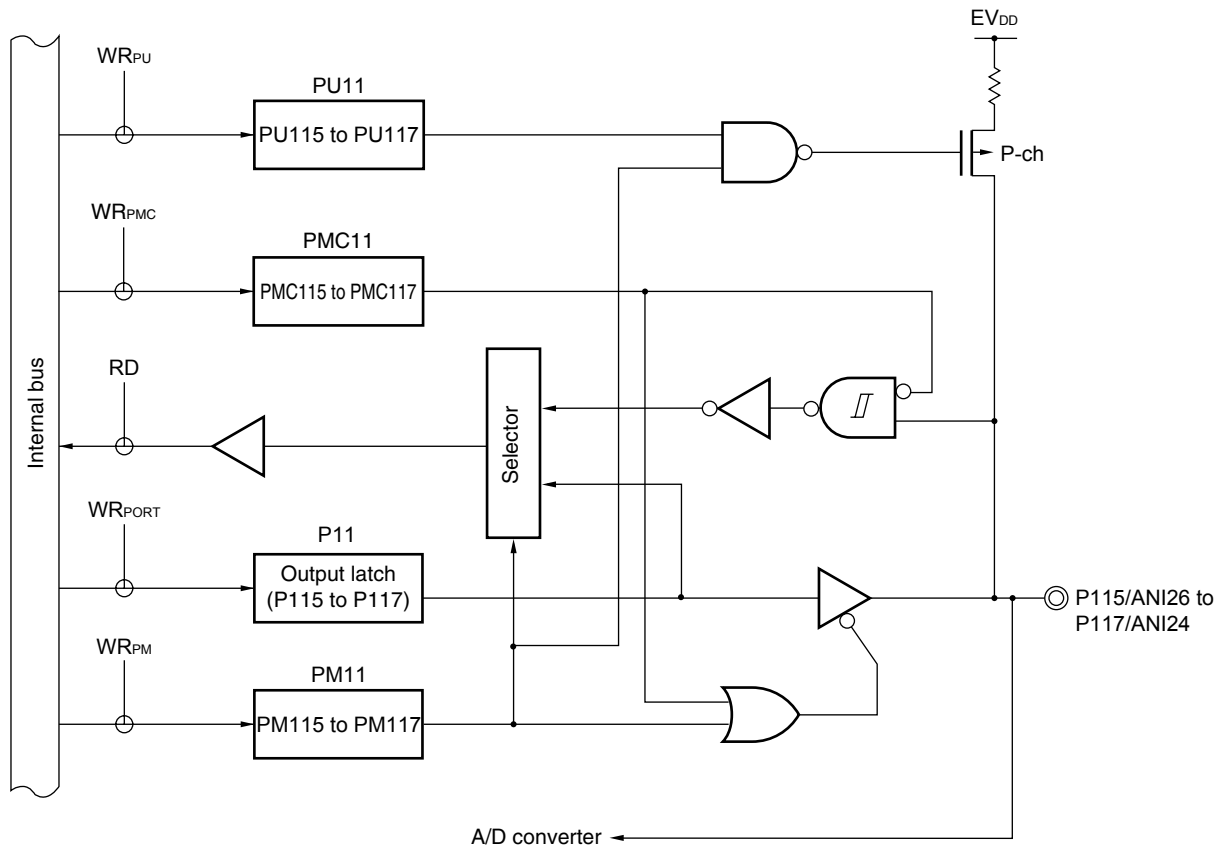 EVDD
WRPU
PU11
PU115 to PU117
P-ch
WRPMC
PMC11
PMC115 to PMC117
Internal bus
RD
Selector
WRPORT
P11
Output latch
(P115 to P117)
P115/ANI26 to
P117/ANI24
WRPM
PM11
PM115 to PM117
A/D converter